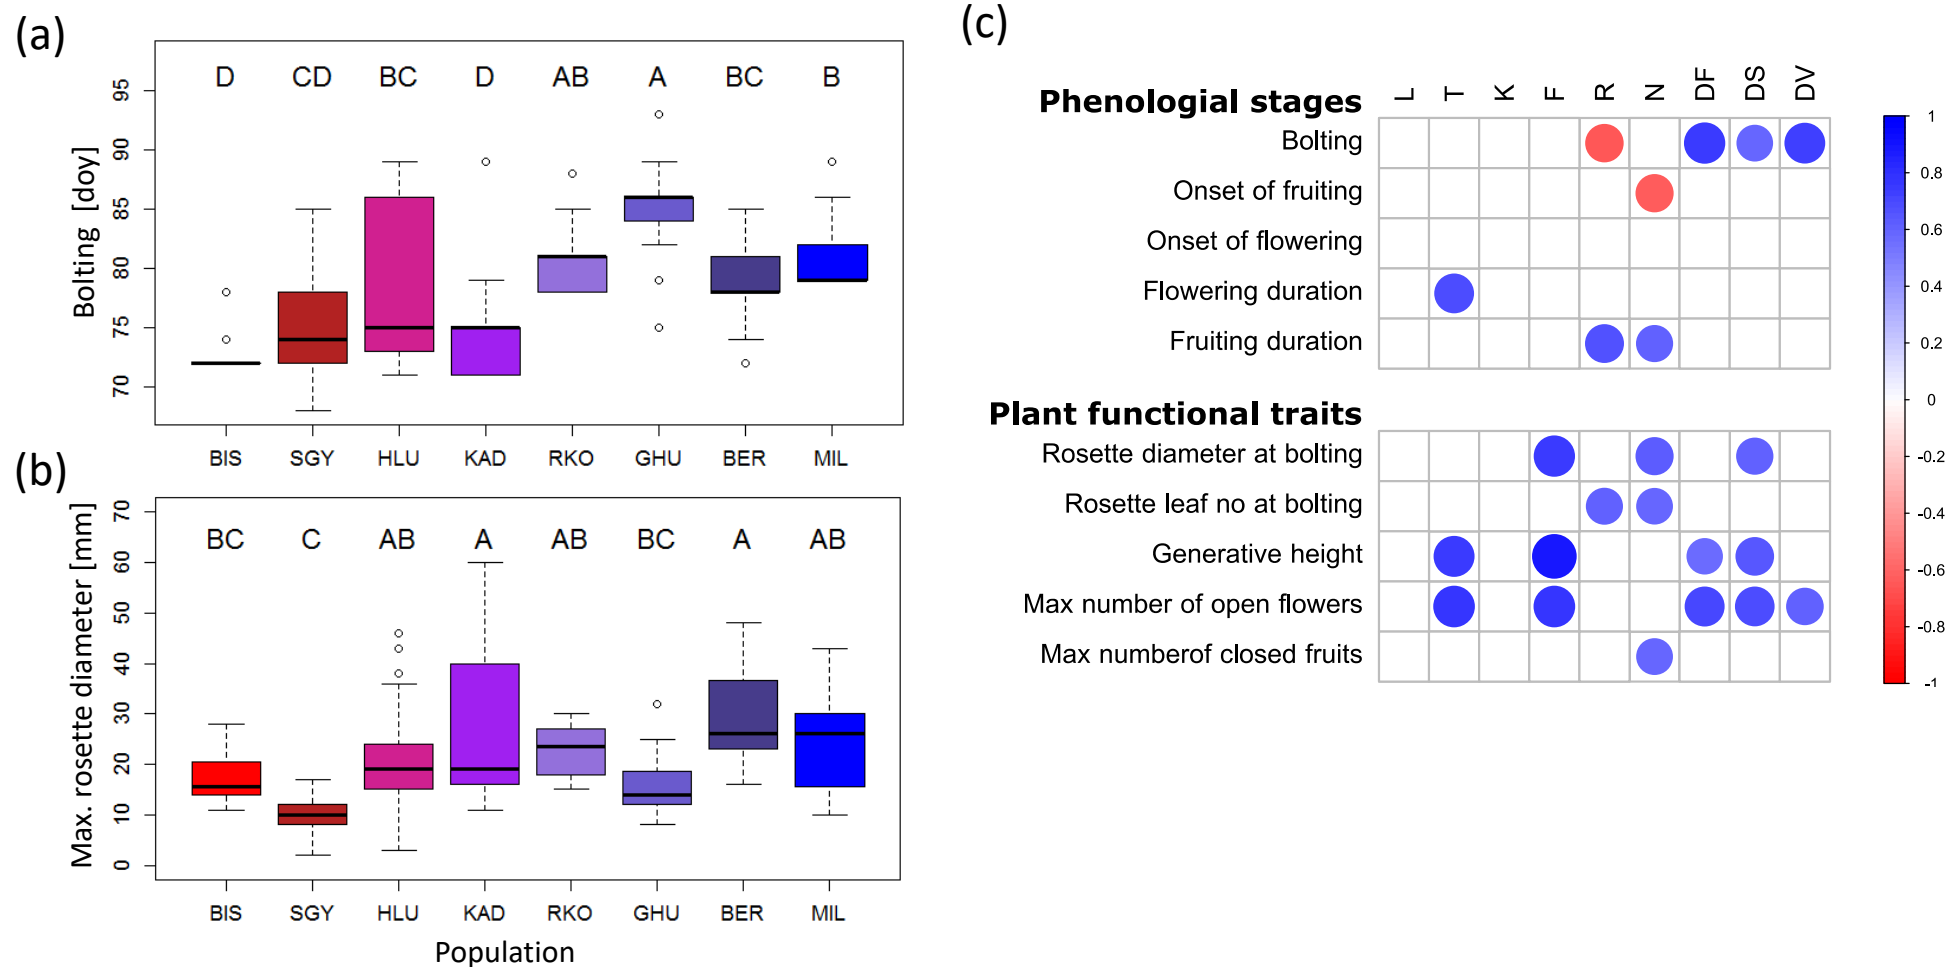 (a)
D CD BC D AB A BC B
Bolting [doy]
95
90
85
80
75
70
BIS SGY HLU KAD RKO GHU BER MIL
(b)
BC C AB A AB BC A AB
Max. rosette diameter [mm]
70
60
50
40
30
20
10
0
BIS SGY HLU KAD RKO GHU BER MIL
Population
(c)
L T K F R N DF DS DV
Phenologial stages
Bolting
Onset of fruiting
Onset of flowering
Flowering duration
Fruiting duration
Plant functional traits
Rosette diameter at bolting
Rosette leaf no at bolting
Generative height
Max number of open flowers
Max numberof closed fruits
1
0.8
0.6
0.4
0.2
0
-0.2
-0.4
-0.6
-0.8
-1